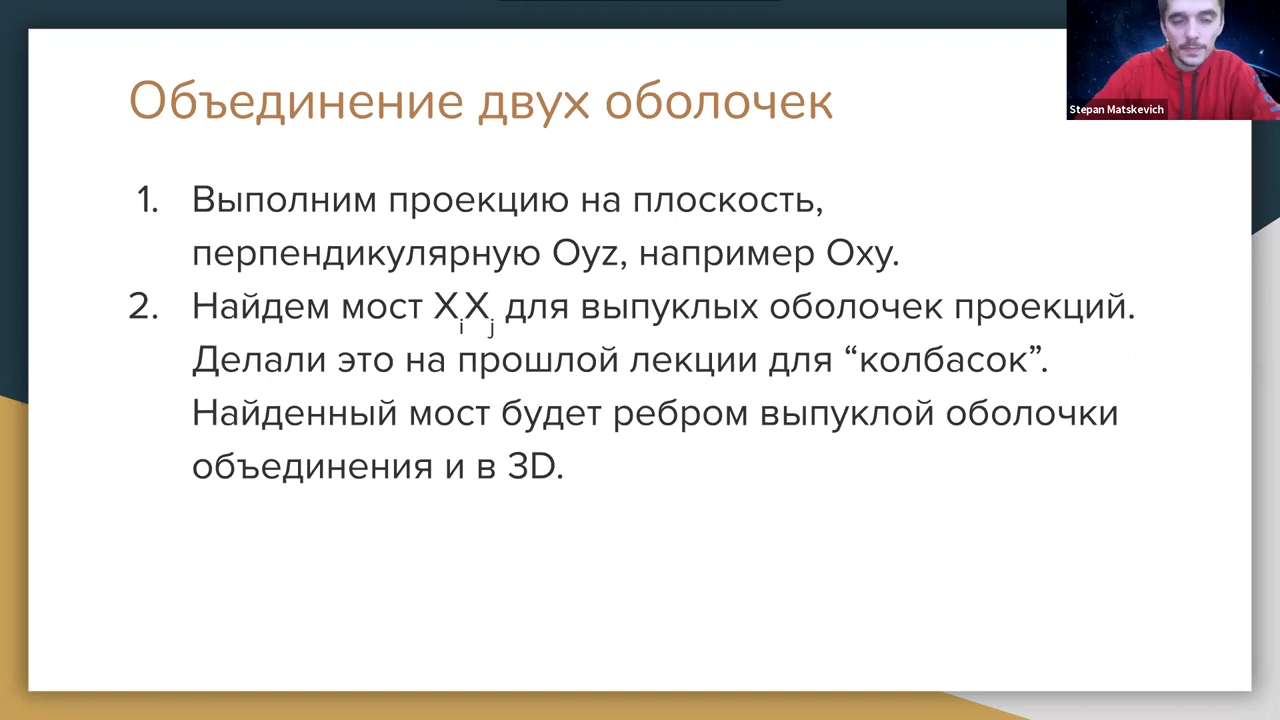 Объединение двух оболочек
Stepan Matskevich
1. Выполним проекцию на плоскость,
перпендикулярную Oyz, например Oxy.
2. Найдем мост XiXj для выпуклых оболочек проекций.
Делали это на прошлой лекции для “колбасок”.
Найденный мост будет ребром выпуклой оболочки
объединения и в 3D.